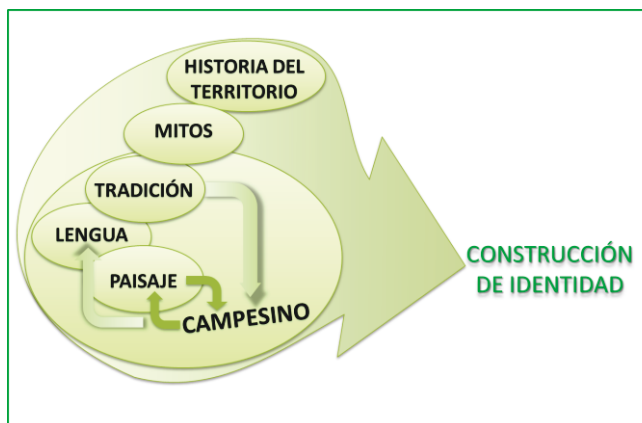 HISTORIA DEL
TERRITORIO
MITOS
TRADICIÓN
LENGUA
PAISAJE
CAMPESINO
CONSTRUCCIÓN
DE IDENTIDAD